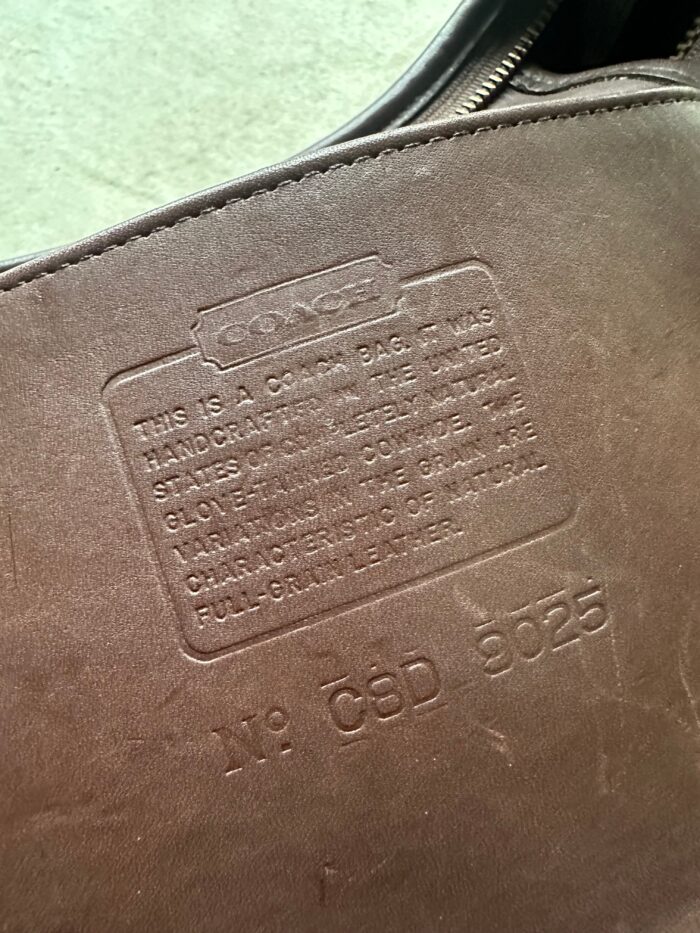 COACH
THIS IS A COACH BAG. IT WAS
HANDCRAFTED IN THE UNITED
STATES OF COMPLETELY NATURAL
GLOVE-TANNED COWHIDE. THE
VARIATIONS IN THE GRAIN ARE
CHARACTERISTIC OF NATURAL
FULL-GRAIN LEATHER.
Nº C8D 9025